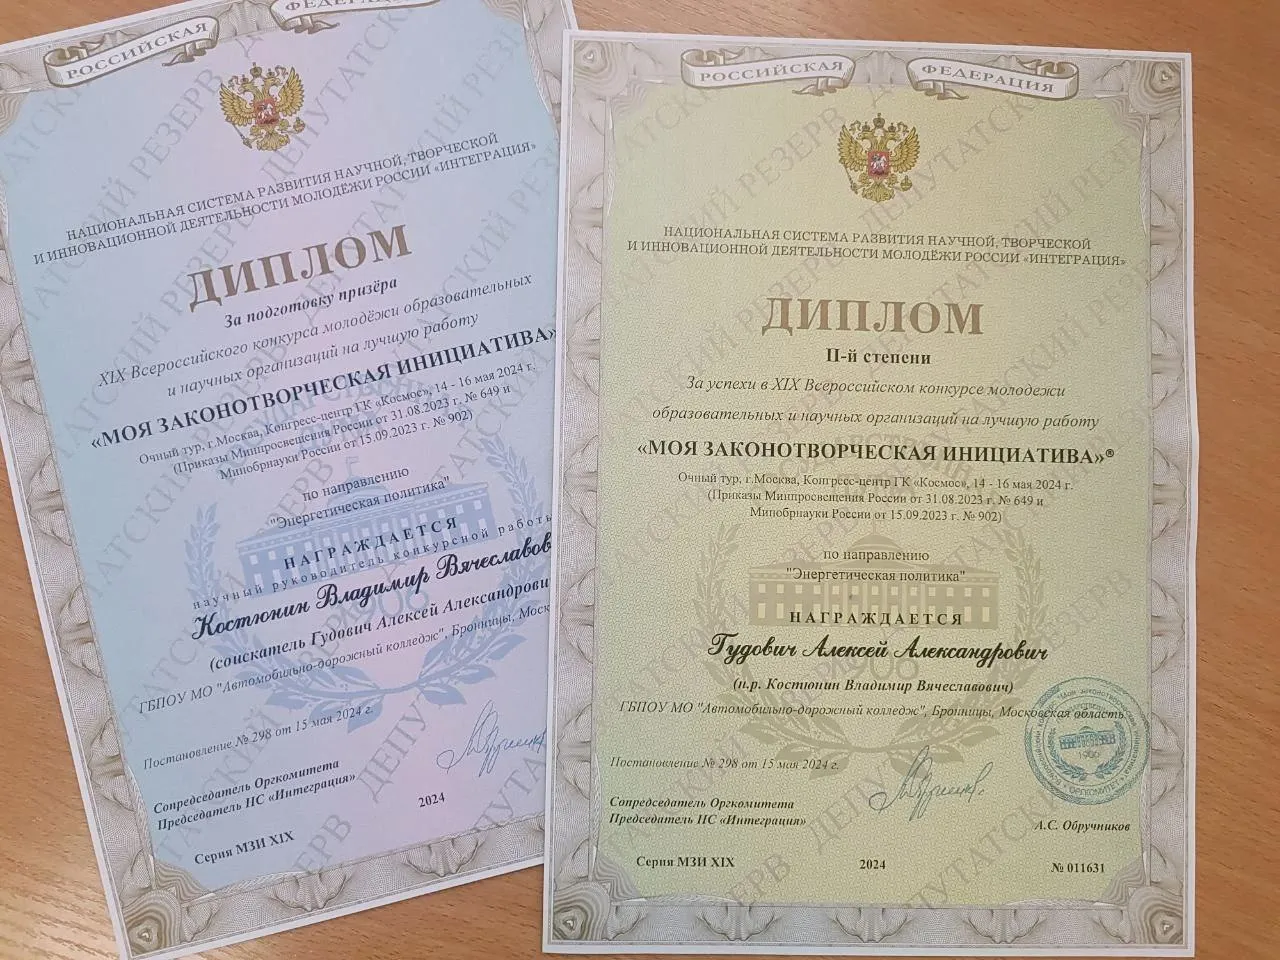 РОССИЙСКАЯ
НАЦИОНАЛЬНАЯ СИСТЕМА РАЗВИТИЯ НАУЧНОЙ, ТВОРЧЕСКОЙ
И ИННОВАЦИОННОЙ ДЕЯТЕЛЬНОСТИ МОЛОДЁЖИ РОССИИ «ИНТЕГРАЦИЯ»
ДИПЛОМ
За подготовку призёра
XIX Всероссийского конкурса молодёжи образовательных
и научных организаций на лучшую работу
«МОЯ ЗАКОНОТВОРЧЕСКАЯ ИНИЦИАТИВА»
Очный тур, г.Москва, Конгресс-центр ГК «Космос», 14 - 16 мая 2024 г.
(Приказы Минпросвещения России от 31.08.2023 г. № 649 и
Минобрнауки России от 15.09.2023 г. № 902)
по направлению
"Энергетическая политика"
НАГРАЖДАЕТСЯ
научный руководитель конкурсной работы
Костюнин Владимир Вячеславов
(соискатель Гудович Алексей Александрови
ГБПОУ МО "Автомобильно-дорожный колледж", Бронницы, Моск
Постановление № 298 от 15 мая 2024 г.
Сопредседатель Оргкомитета
Председатель НС «Интеграция»
2024
Серия МЗИ XIX
РОССИЙСКАЯ ФЕДЕРАЦИЯ
НАЦИОНАЛЬНАЯ СИСТЕМА РАЗВИТИЯ НАУЧНОЙ, ТВОРЧЕСКОЙ
И ИННОВАЦИОННОЙ ДЕЯТЕЛЬНОСТИ МОЛОДЁЖИ РОССИИ «ИНТЕГРАЦИЯ»
ДИПЛОМ
II-й степени
За успехи в XIX Всероссийском конкурсе молодежи
образовательных и научных организаций на лучшую работу
«МОЯ ЗАКОНОТВОРЧЕСКАЯ ИНИЦИАТИВА»®
Очный тур, г.Москва, Конгресс-центр ГК «Космос», 14 - 16 мая 2024 г.
(Приказы Минпросвещения России от 31.08.2023 г. № 649 и
Минобрнауки России от 15.09.2023 г. № 902)
по направлению
"Энергетическая политика"
НАГРАЖДАЕТСЯ
Гудович Алексей Александрович
(н.р. Костюнин Владимир Вячеславович)
ГБПОУ МО "Автомобильно-дорожный колледж", Бронницы, Московская область
Постановление № 298 от 15 мая 2024 г.
Сопредседатель Оргкомитета
Председатель НС «Интеграция»
А.С. Обручников
Серия МЗИ XIX
2024
№ 011631